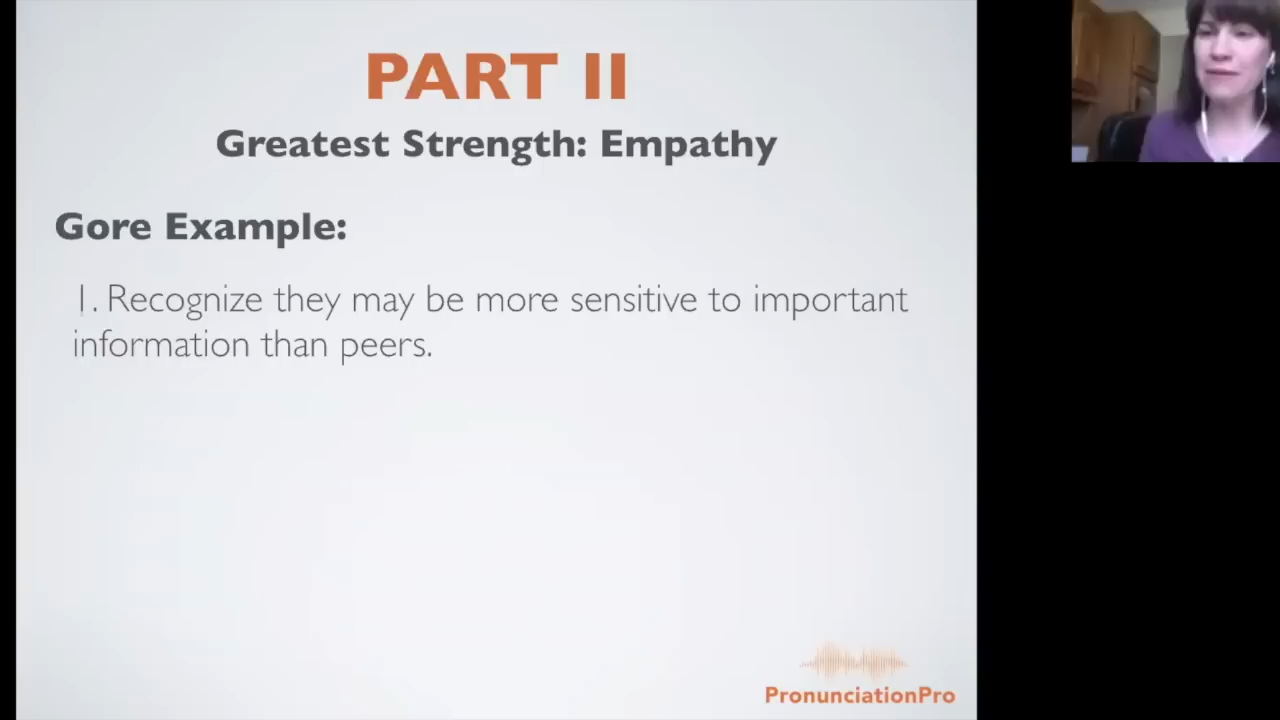 PART II
Greatest Strength: Empathy
Gore Example:
1. Recognize they may be more sensitive to important
information than peers.
PronunciationPro